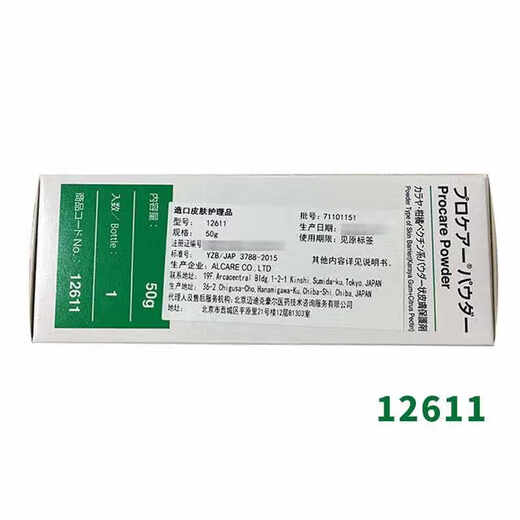 プロケアー®パウダー
Procare Powder
カラヤ・柑橘ペクチン系パウダー状皮膚保護剤
Powder Type of Skin Barrier(Karaya Gum+Citrus Pectin)
造口皮肤护理品
型号： 12611
规格： 50g
注册证编号
标准号： YZB/JAP 3788-2015
生产企业： ALCARE CO., LTD
批号： 71101151
生产日期：
使用期限： 见原标签
其他内容详见说明书。
联系地址： 19F. Arcacentral Bldg. 1-2-1 Kinshi, Sumida-ku, Tokyo, JAPAN
生产地址： 36-2 Chigusa-Cho, Hanamigawa-Ku, Chiba-Shi, Chiba, JAPAN
代理人及售后服务机构： 北京迈迪克豪尔医药技术咨询服务有限公司
地址： 北京市西城区平原里21号楼12层B1303室
内容量： 50g
入数／Bottle： 1
商品コードNo.： 12611
12611